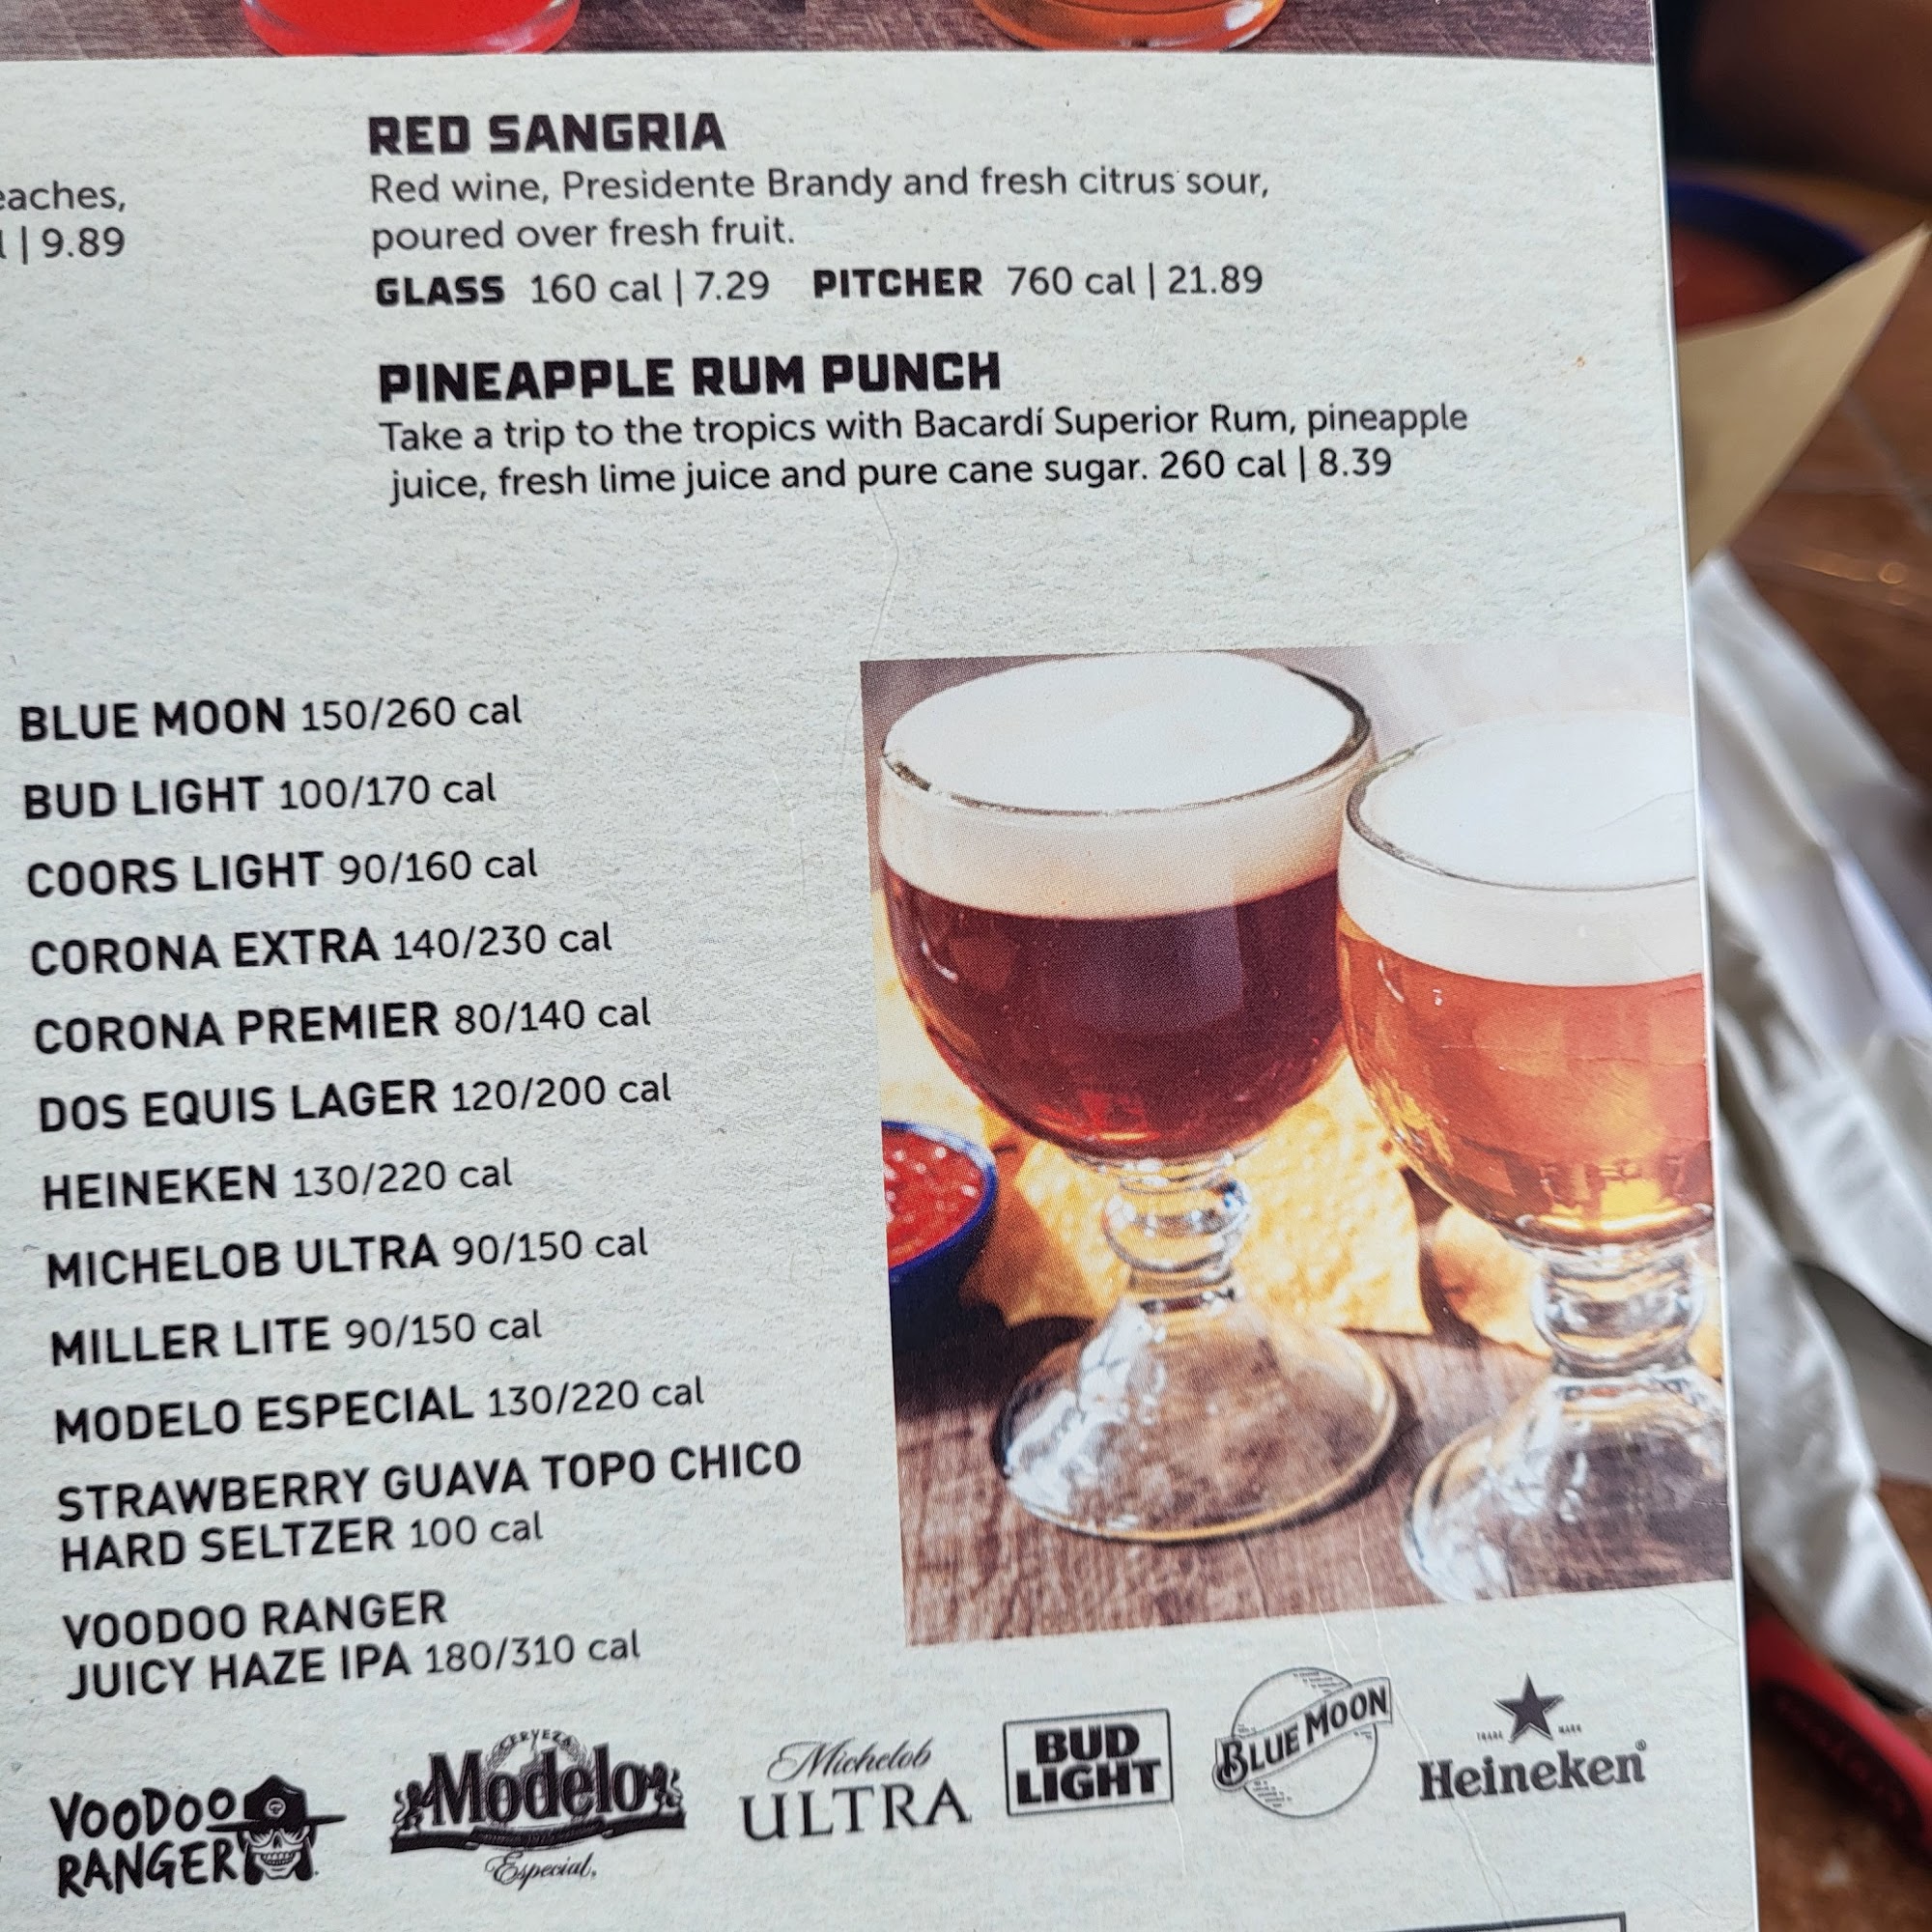 RED SANGRIA
Red wine, Presidente Brandy and fresh citrus sour,
poured over fresh fruit.
GLASS 160 cal | 7.29 PITCHER 760 cal | 21.89
| 9.89
PINEAPPLE RUM PUNCH
Take a trip to the tropics with Bacardí Superior Rum, pineapple
juice, fresh lime juice and pure cane sugar. 260 cal | 8.39
BLUE MOON 150/260 cal
BUD LIGHT 100/170 cal
COORS LIGHT 90/160 cal
CORONA EXTRA 140/230 cal
CORONA PREMIER 80/140 cal
DOS EQUIS LAGER 120/200 cal
HEINEKEN 130/220 cal
MICHELOB ULTRA 90/150 cal
MILLER LITE 90/150 cal
MODELO ESPECIAL 130/220 cal
STRAWBERRY GUAVA TOPO CHICO
HARD SELTZER 100 cal
VOODOO RANGER
JUICY HAZE IPA 180/310 cal
VOODOO
RANGER
CERVEZA
Modelo
Especial
Michelob
ULTRA
BUD
LIGHT
BLUE MOON
TRADE MARK
Heineken®